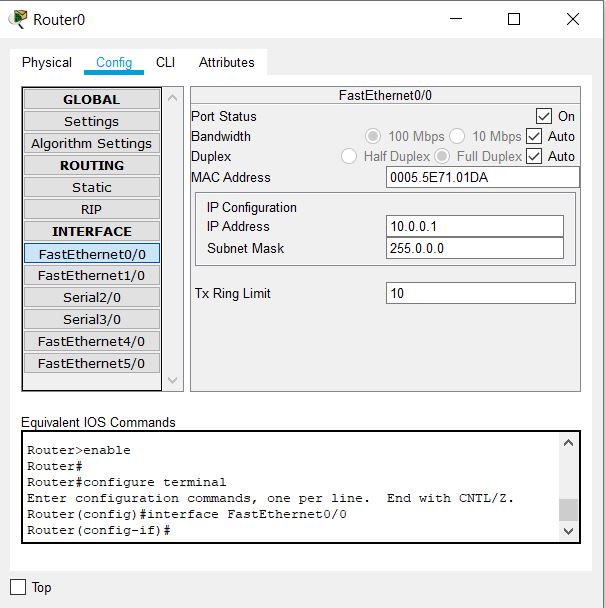 Router0
Physical Config CLI Attributes
GLOBAL
Settings
Algorithm Settings
ROUTING
Static
RIP
INTERFACE
FastEthernet0/0
FastEthernet1/0
Serial2/0
Serial3/0
FastEthernet4/0
FastEthernet5/0
FastEthernet0/0
Port Status On
Bandwidth 100 Mbps 10 Mbps Auto
Duplex Half Duplex Full Duplex Auto
MAC Address 0005.5E71.01DA
IP Configuration
IP Address 10.0.0.1
Subnet Mask 255.0.0.0
Tx Ring Limit 10
Equivalent IOS Commands
Router>enable
Router#
Router#configure terminal
Enter configuration commands, one per line. End with CNTL/Z.
Router(config)#interface FastEthernet0/0
Router(config-if)#
Top